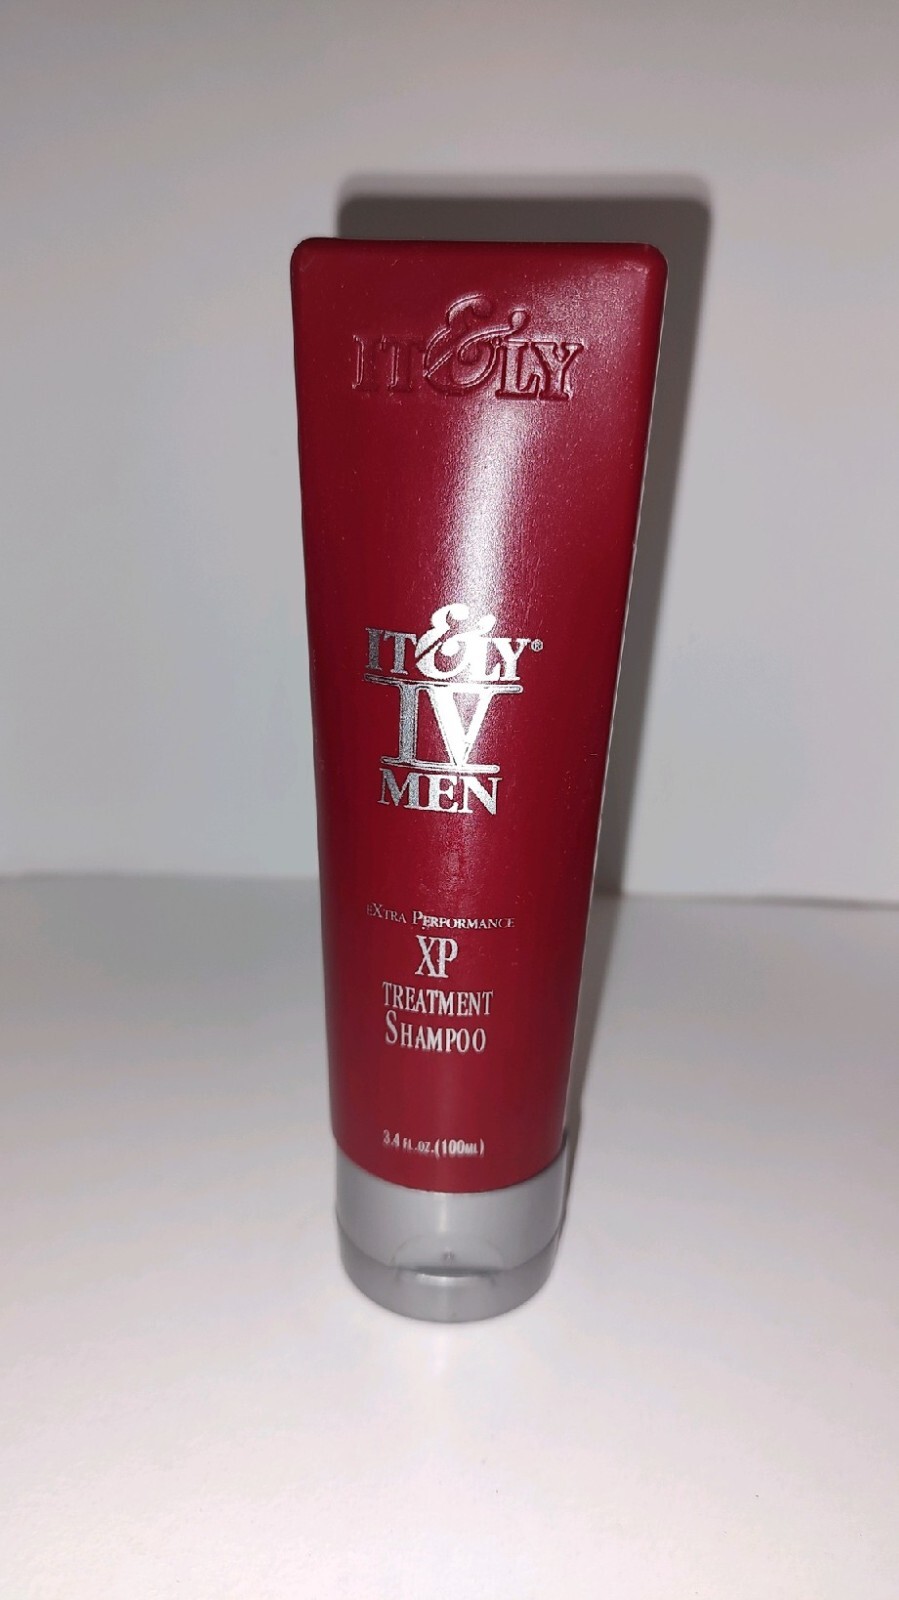 IT&LY
IT&LY®
IV
MEN
eXtra Performance
XP
Treatment
Shampoo
3.4 fl.oz.(100ml)